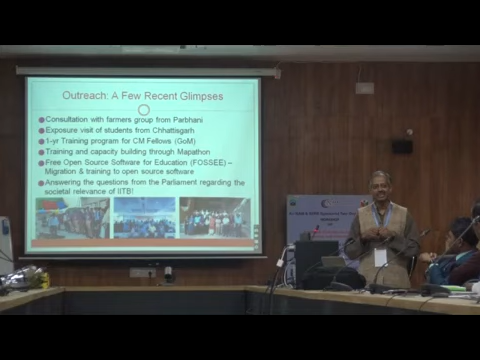 Outreach: A Few Recent Glimpses
Consultation with farmers group from Parbhani
Exposure visit of students from Chhattisgarh
1-yr Training program for CM Fellows (GoM)
Training and capacity building through Mapathon
Free Open Source Software for Education (FOSSEE) –
Migration & training to open source software
Answering the questions from the Parliament regarding the
societal relevance of IITB!